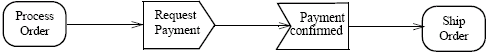 Process
Order
Request
Payment
Payment
confirmed
Ship
Order